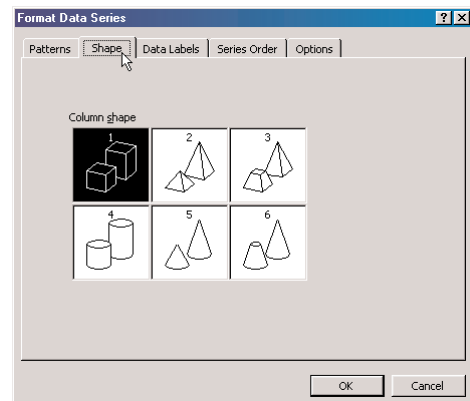 Format Data Series
Patterns Shape Data Labels Series Order Options
Column shape
1 2 3
4 5 6
OK Cancel